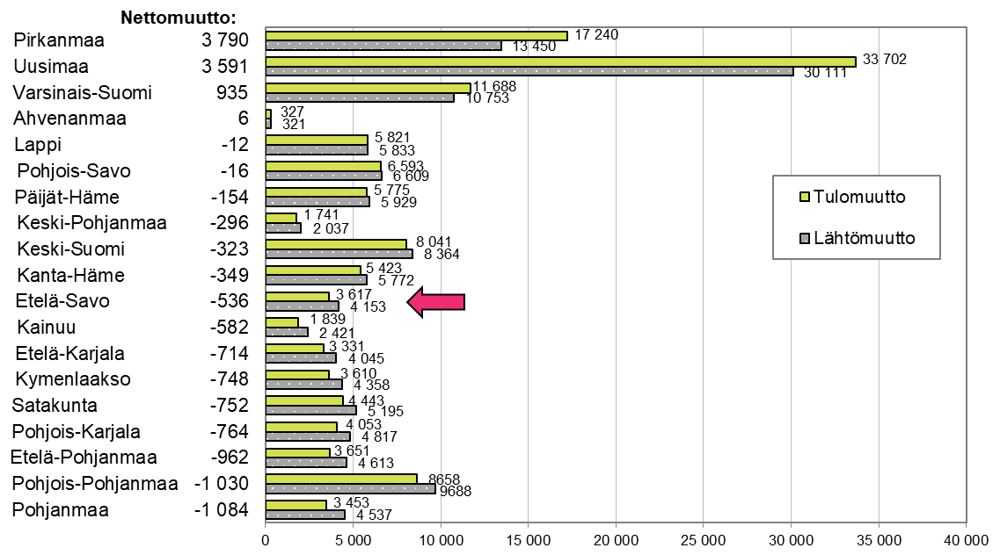 Nettomuutto:
Pirkanmaa 3 790 17 240
13 450
Uusimaa 3 591 33 702
30 111
Varsinais-Suomi 935 11 688
10 753
Ahvenanmaa 6 327
321
Lappi -12 5 821
5 833
Pohjois-Savo -16 6 593
6 609
Päijät-Häme -154 5 775
5 929
Keski-Pohjanmaa -296 1 741
2 037
Keski-Suomi -323 8 041
8 364
Kanta-Häme -349 5 423
5 772
Etelä-Savo -536 3 617
4 153
Kainuu -582 1 839
2 421
Etelä-Karjala -714 3 331
4 045
Kymenlaakso -748 3 610
4 358
Satakunta -752 4 443
5 195
Pohjois-Karjala -764 4 053
4 817
Etelä-Pohjanmaa -962 3 651
4 613
Pohjois-Pohjanmaa -1 030 8658
9688
Pohjanmaa -1 084 3 453
4 537
Tulomuutto
Lähtömuutto
0 5 000 10 000 15 000 20 000 25 000 30 000 35 000 40 000